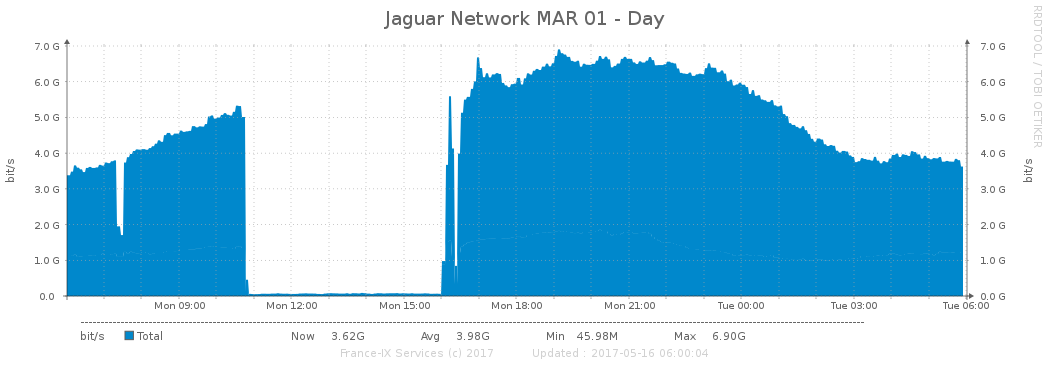 Jaguar Network MAR 01 - Day
RRDTOOL / TOBI OETIKER
7.0 G 7.0 G
6.0 G 6.0 G
5.0 G 5.0 G
4.0 G 4.0 G
3.0 G 3.0 G
2.0 G 2.0 G
1.0 G 1.0 G
0.0 0.0 G
bit/s bit/s
Mon 09:00 Mon 12:00 Mon 15:00 Mon 18:00 Mon 21:00 Tue 00:00 Tue 03:00 Tue 06:00
bit/s Total Now 3.62G Avg 3.98G Min 45.98M Max 6.90G
France-IX Services (c) 2017 Updated : 2017-05-16 06:00:04